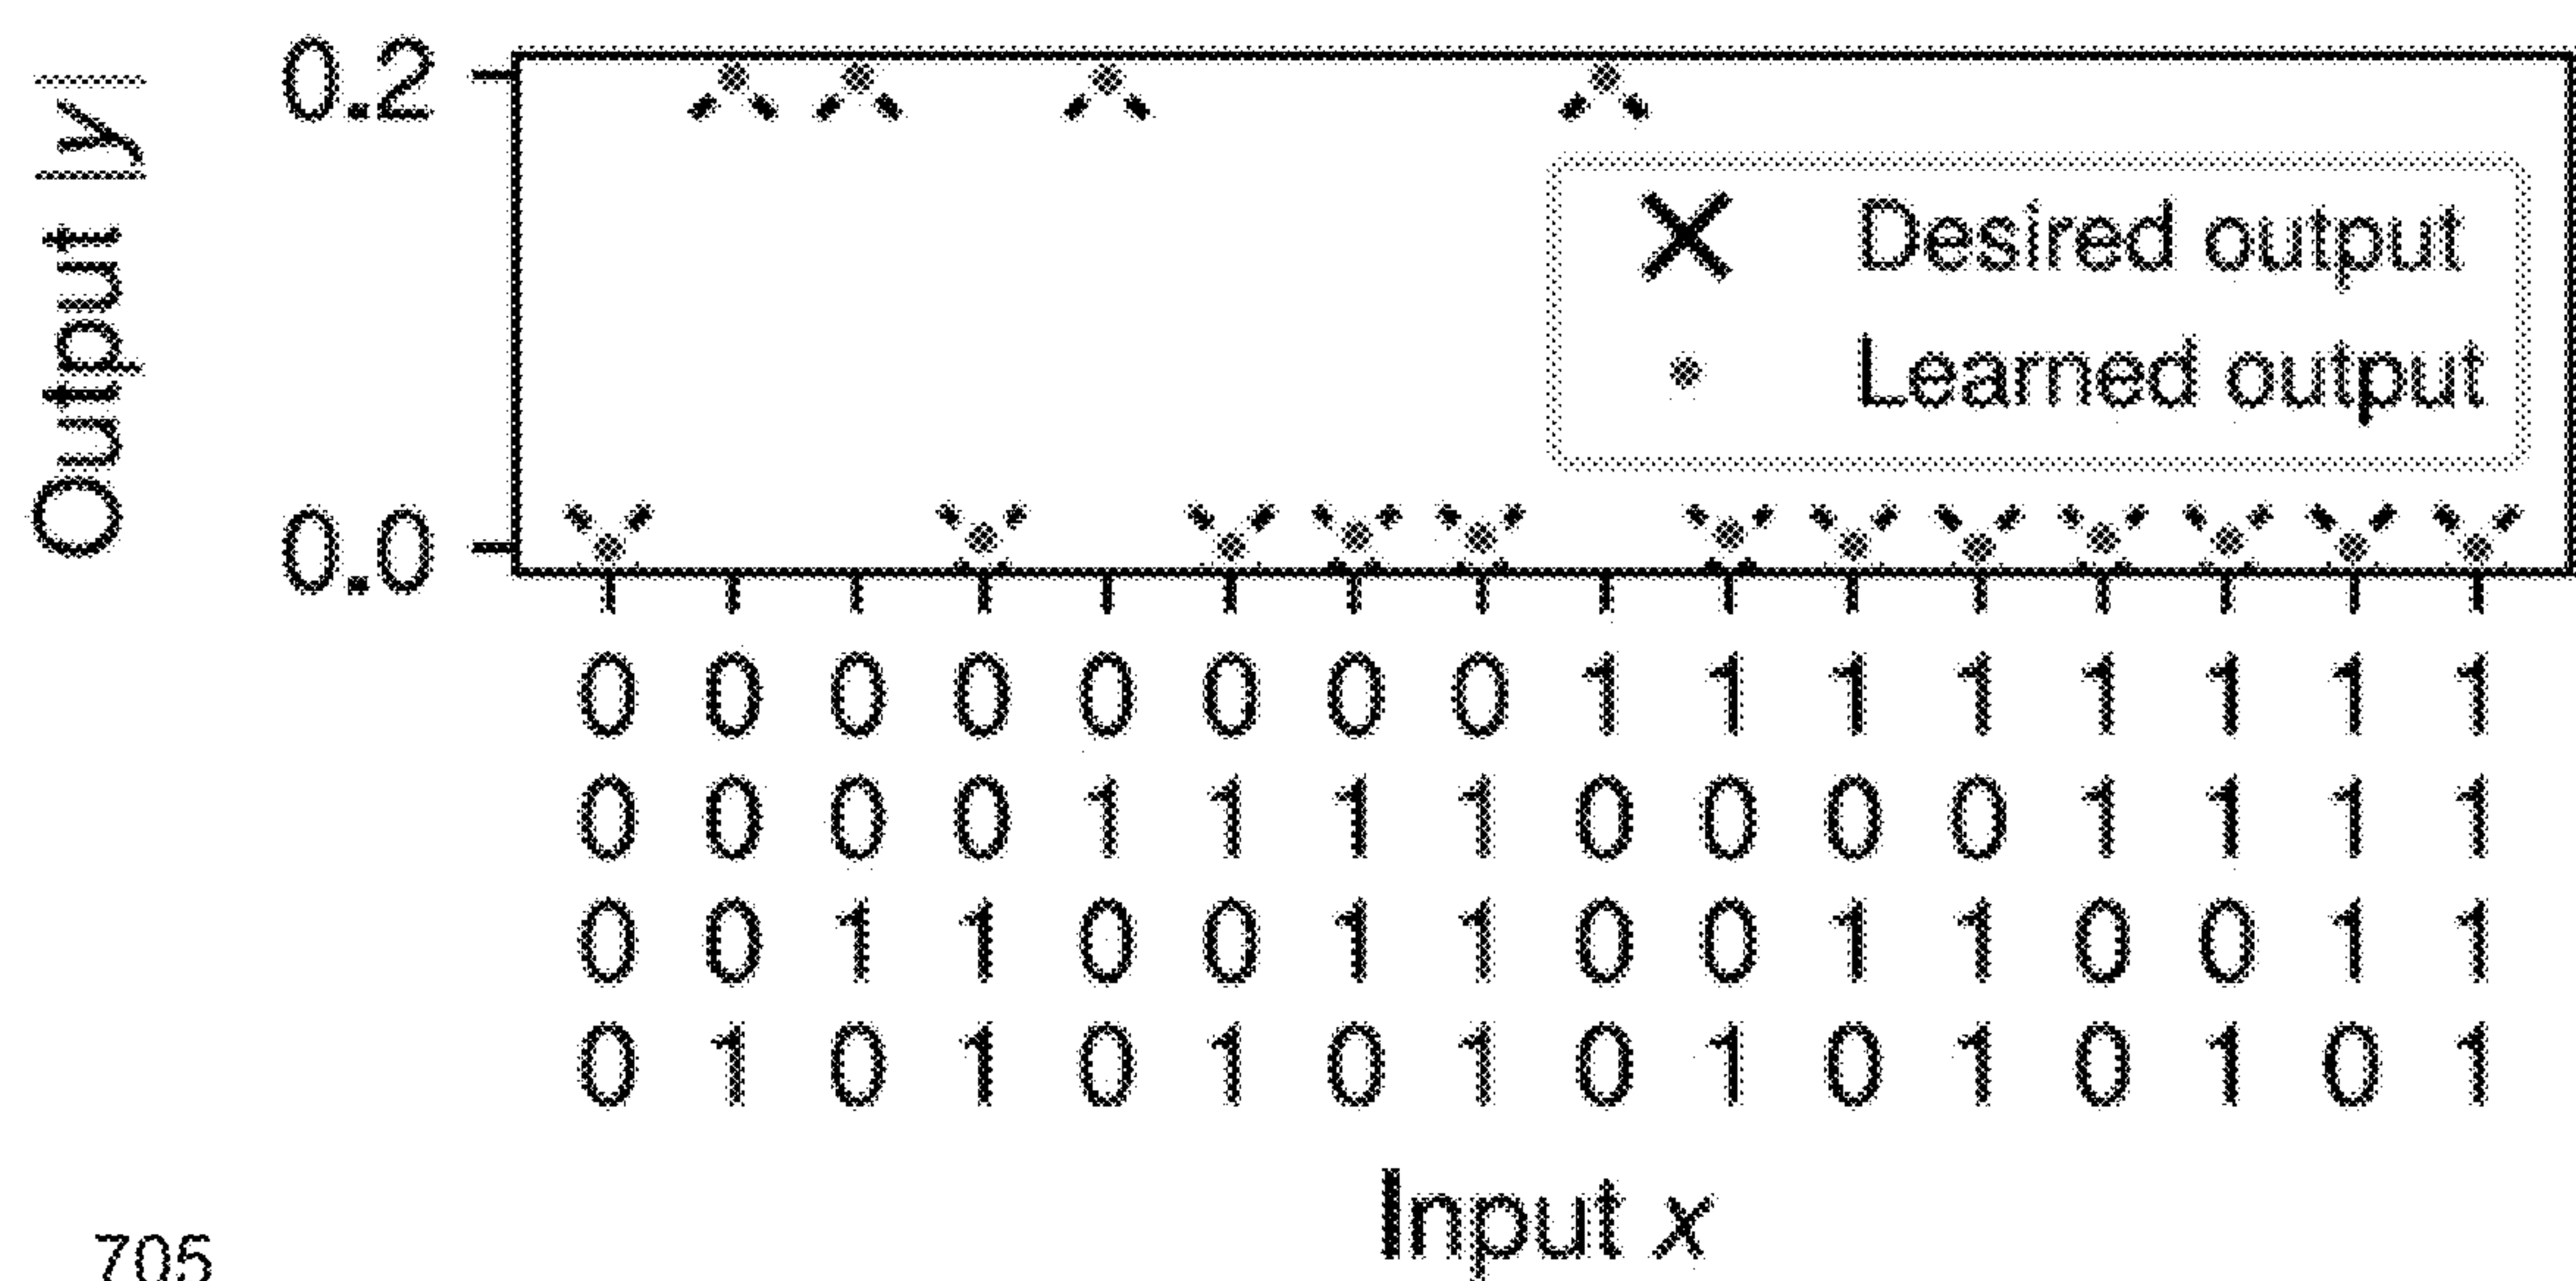 Output |y|
0.2
0.0
Desired output
Learned output
0 0 0 0 0 0 0 0 1 1 1 1 1 1 1 1
0 0 0 0 1 1 1 1 0 0 0 0 1 1 1 1
0 0 1 1 0 0 1 1 0 0 1 1 0 0 1 1
0 1 0 1 0 1 0 1 0 1 0 1 0 1 0 1
Input x
705